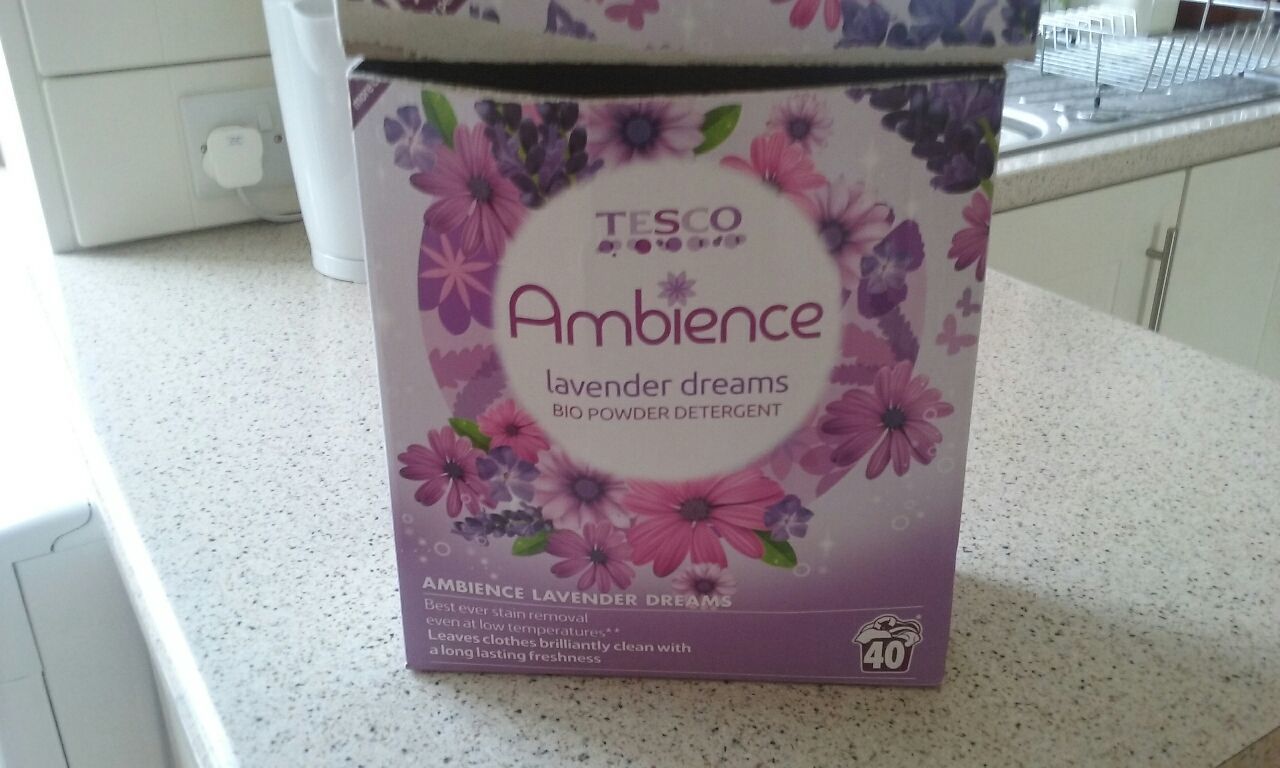 TESCO
Ambience
lavender dreams
BIO POWDER DETERGENT
AMBIENCE LAVENDER DREAMS
Best ever stain removal
even at low temperatures**
Leaves clothes brilliantly clean with
a long lasting freshness
40*